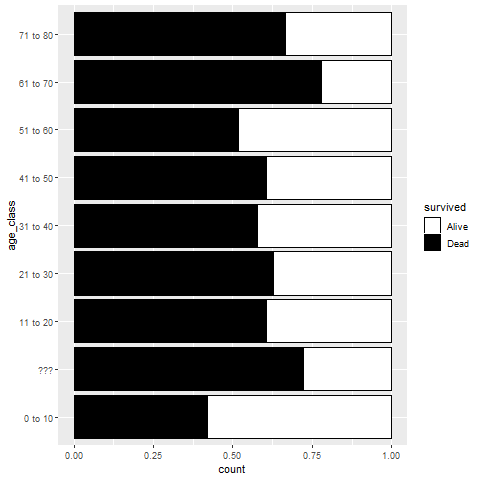 71 to 80
61 to 70
51 to 60
41 to 50
31 to 40
21 to 30
11 to 20
???
0 to 10
age_class
0.00 0.25 0.50 0.75 1.00
count
survived
Alive
Dead